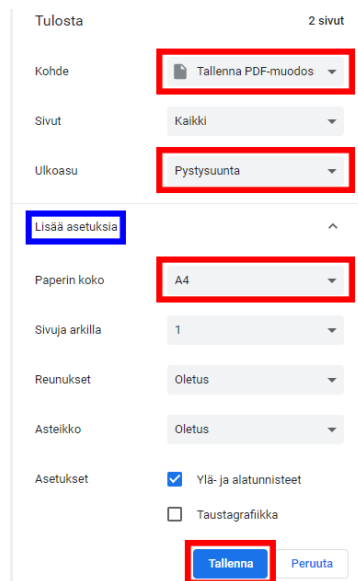 Tulosta 2 sivut
Kohde Tallenna PDF-muodos
Sivut Kaikki
Ulkoasu Pystysuunta
Lisää asetuksia
Paperin koko A4
Sivuja arkilla 1
Reunukset Oletus
Asteikko Oletus
Asetukset Ylä- ja alatunnisteet
Taustagrafiikka
Tallenna Peruuta